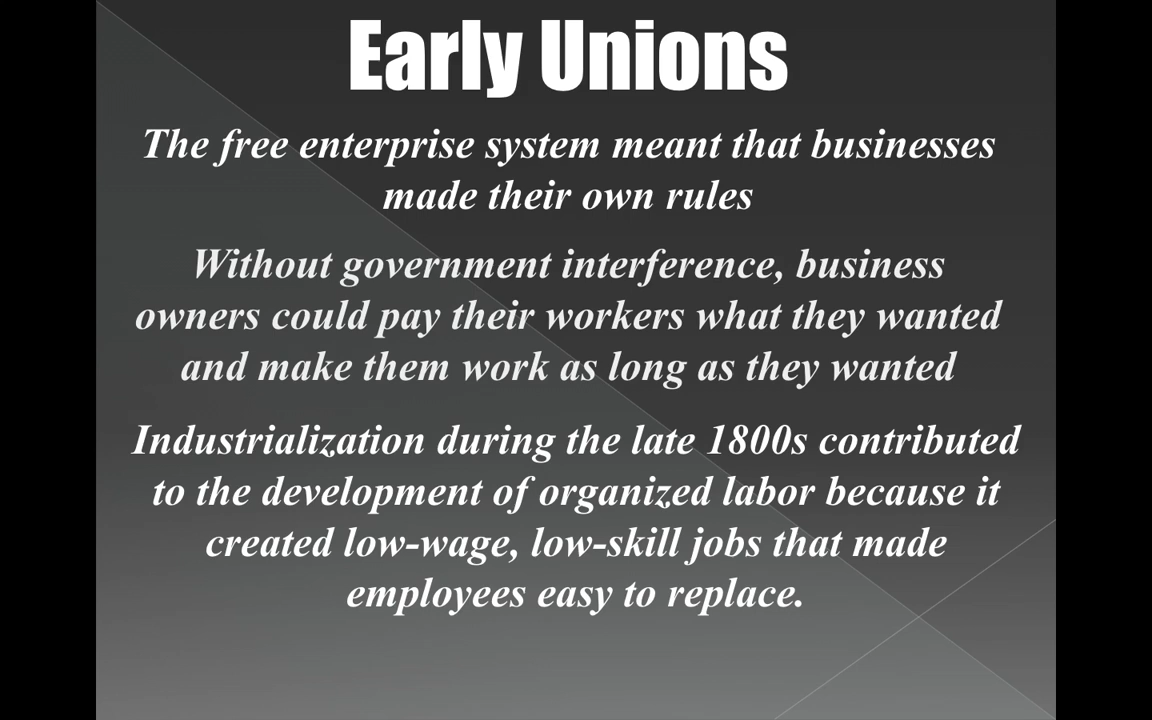 Early Unions
The free enterprise system meant that businesses
made their own rules
Without government interference, business
owners could pay their workers what they wanted
and make them work as long as they wanted
Industrialization during the late 1800s contributed
to the development of organized labor because it
created low-wage, low-skill jobs that made
employees easy to replace.